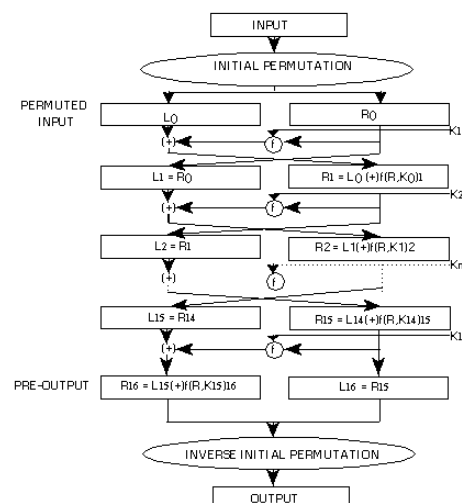 INPUT
INITIAL PERMUTATION
PERMUTED
INPUT
L0
R0
K1
(+)
f
L1 = R0
R1 = L0 (+)f(R,K0)1
K2
(+)
f
L2 = R1
R2 = L1(+)f(R,K1)2
Kn
(+)
f
L15 = R14
R15 = L14(+)f(R,K14)15
K1
(+)
f
PRE-OUTPUT
R16 = L15(+)f(R,K15)16
L16 = R15
INVERSE INITIAL PERMUTATION
OUTPUT